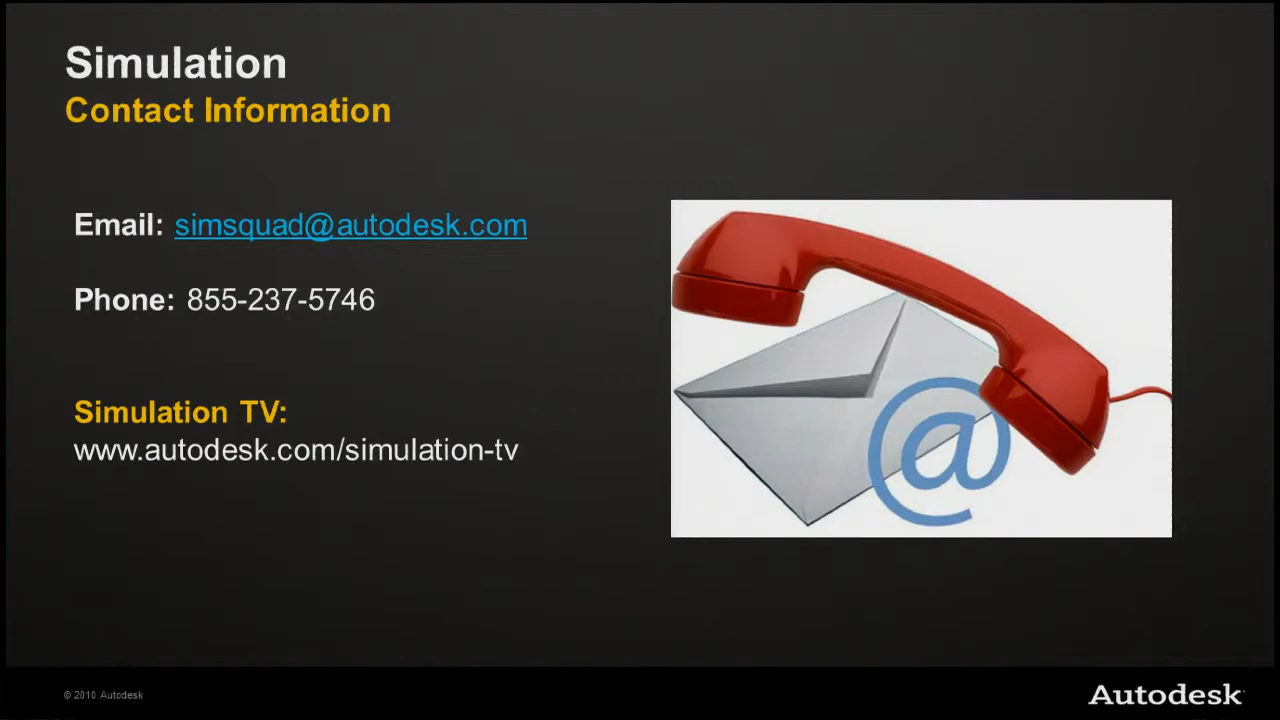 Simulation
Contact Information
Email: simsquad@autodesk.com
Phone: 855-237-5746
Simulation TV:
www.autodesk.com/simulation-tv
@
© 2010 Autodesk
Autodesk